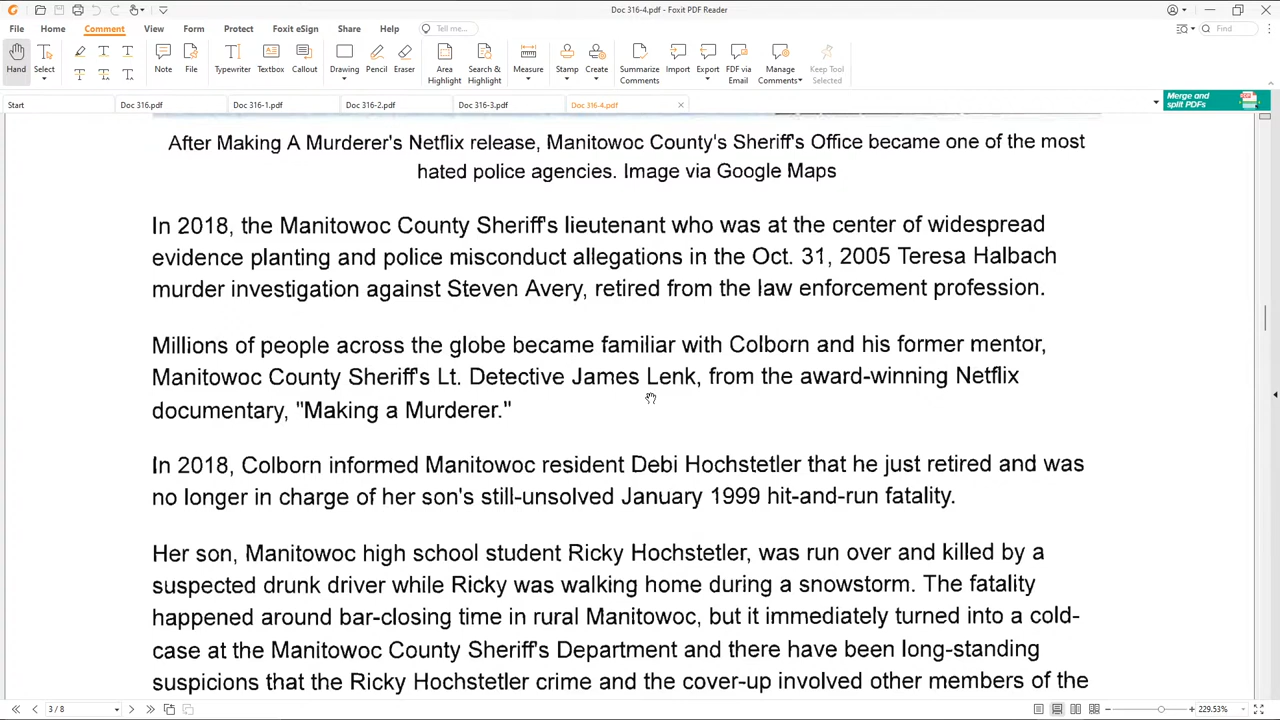 Doc 316-4.pdf - Foxit PDF Reader
File Home Comment View Form Protect Foxit eSign Share Help Tell me... Find
Hand Select Note File Typewriter Textbox Callout Drawing Pencil Eraser Area Highlight Measure Search & Highlight Stamp Create Summarize Comments Import Export FDF via Email Manage Comments Keep Tool Selected
Start Doc 316.pdf Doc 316-1.pdf Doc 316-2.pdf Doc 316-3.pdf Doc 316-4.pdf Merge and split PDFs
After Making A Murderer's Netflix release, Manitowoc County's Sheriff's Office became one of the most
hated police agencies. Image via Google Maps
In 2018, the Manitowoc County Sheriff's lieutenant who was at the center of widespread
evidence planting and police misconduct allegations in the Oct. 31, 2005 Teresa Halbach
murder investigation against Steven Avery, retired from the law enforcement profession.
Millions of people across the globe became familiar with Colborn and his former mentor,
Manitowoc County Sheriff's Lt. Detective James Lenk, from the award-winning Netflix
documentary, "Making a Murderer."
In 2018, Colborn informed Manitowoc resident Debi Hochstetler that he just retired and was
no longer in charge of her son's still-unsolved January 1999 hit-and-run fatality.
Her son, Manitowoc high school student Ricky Hochstetler, was run over and killed by a
suspected drunk driver while Ricky was walking home during a snowstorm. The fatality
happened around bar-closing time in rural Manitowoc, but it immediately turned into a cold-
case at the Manitowoc County Sheriff's Department and there have been long-standing
suspicions that the Ricky Hochstetler crime and the cover-up involved other members of the
3 / 8 229.53%